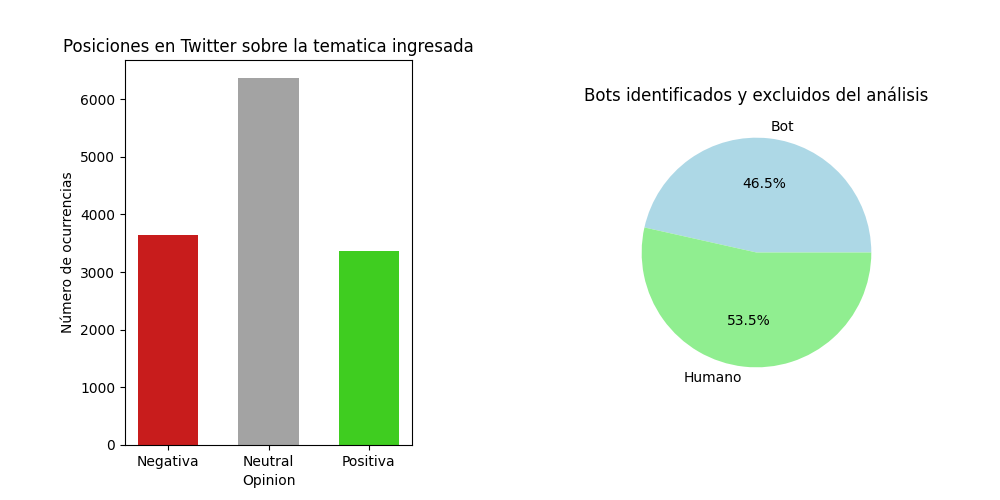 Posiciones en Twitter sobre la tematica ingresada
Número de ocurrencias
6000
5000
4000
3000
2000
1000
0
Negativa
Neutral
Positiva
Opinion
Bots identificados y excluidos del análisis
Bot
46.5%
53.5%
Humano